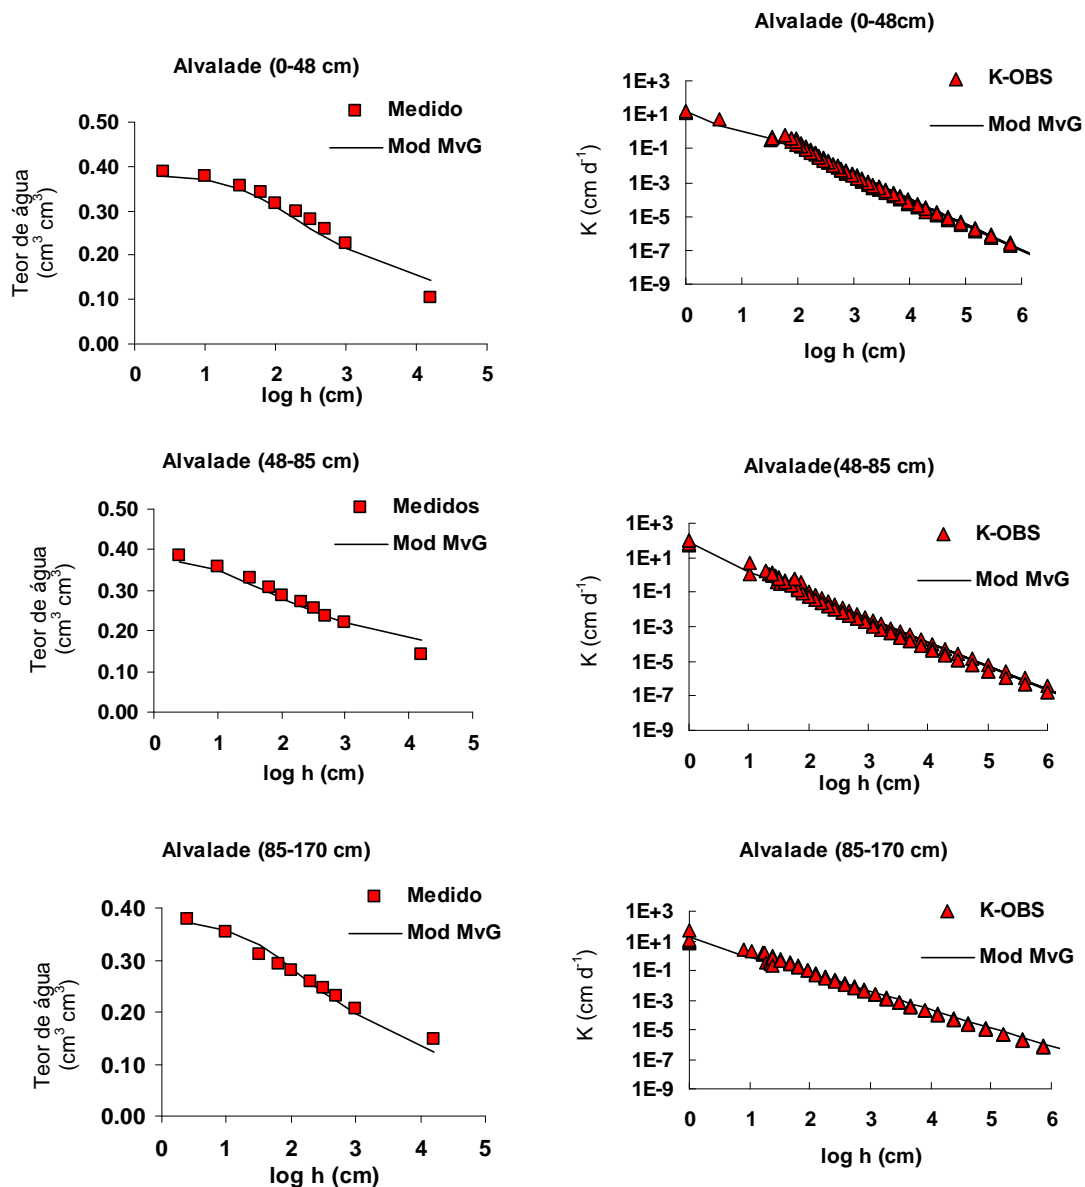 Alvalade (0-48 cm)
Medido
Mod MvG
0.50
0.40
0.30
0.20
0.10
0.00
0 1 2 3 4 5
log h (cm)
Teor de água
(cm³ cm³)
Alvalade (0-48cm)
K-OBS
Mod MvG
1E+3
1E+1
1E-1
1E-3
1E-5
1E-7
1E-9
0 1 2 3 4 5 6
log h (cm)
K (cm d⁻¹)
Alvalade (48-85 cm)
Medidos
Mod MvG
0.50
0.40
0.30
0.20
0.10
0.00
0 1 2 3 4 5
log h (cm)
Teor de água
(cm³ cm³)
Alvalade(48-85 cm)
K-OBS
Mod MvG
1E+3
1E+1
1E-1
1E-3
1E-5
1E-7
1E-9
0 1 2 3 4 5 6
log h (cm)
K (cm d⁻¹)
Alvalade (85-170 cm)
Medido
Mod MvG
0.40
0.30
0.20
0.10
0.00
0 1 2 3 4 5
log h (cm)
Teor de água
(cm³ cm³)
Alvalade (85-170 cm)
K-OBS
Mod MvG
1E+3
1E+1
1E-1
1E-3
1E-5
1E-7
1E-9
0 1 2 3 4 5 6
log h (cm)
K (cm d⁻¹)